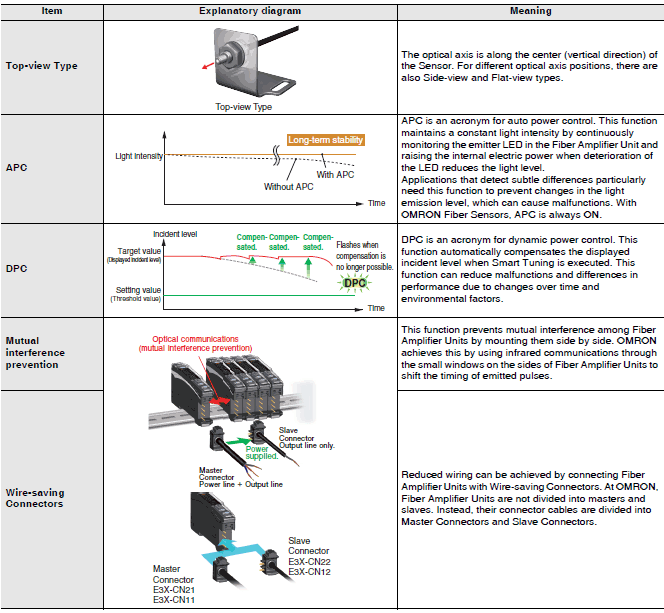 Item
Explanatory diagram
Meaning
Top-view Type
Top-view Type
The optical axis is along the center (vertical direction) of
the Sensor. For different optical axis positions, there are
also Side-view and Flat-view types.
APC
Long-term stability
Light Intensity
With APC
Without APC
Time
APC is an acronym for auto power control. This function
maintains a constant light intensity by continuously
monitoring the emitter LED in the Fiber Amplifier Unit and
raising the internal electric power when deterioration of
the LED reduces the light level.
Applications that detect subtle differences particularly
need this function to prevent changes in the light
emission level, which can cause malfunctions. With
OMRON Fiber Sensors, APC is always ON.
DPC
Incident level
Target value
(Displayed incident level)
Compen-
sated.
Compen-
sated.
Compen-
sated.
Flashes when
compensation is
no longer possible.
DPC
Setting value
(Threshold value)
Time
DPC is an acronym for dynamic power control. This
function automatically compensates the displayed
incident level when Smart Tuning is executed. This
function can reduce malfunctions and differences in
performance due to changes over time and
environmental factors.
Mutual
interference
prevention
Optical communications
(mutual interference prevention)
This function prevents mutual interference among Fiber
Amplifier Units by mounting them side by side. OMRON
achieves this by using infrared communications through
the small windows on the sides of Fiber Amplifier Units to
shift the timing of emitted pulses.
Wire-saving
Connectors
Slave
Connector
Output line only.
Power
supplied.
Master
Connector
Power line + Output line
Slave
Connector
E3X-CN22
E3X-CN12
Master
Connector
E3X-CN21
E3X-CN11
Reduced wiring can be achieved by connecting Fiber
Amplifier Units with Wire-saving Connectors. At OMRON,
Fiber Amplifier Units are not divided into masters and
slaves. Instead, their connector cables are divided into
Master Connectors and Slave Connectors.